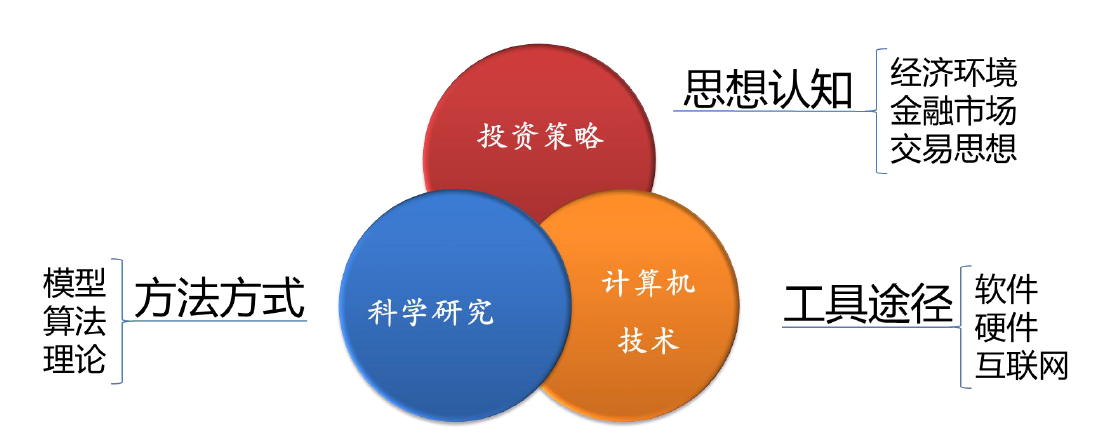 思想认知
经济环境
金融市场
交易思想
投资策略
模型
算法
理论
方法方式
科学研究
计算机
技术
工具途径
软件
硬件
互联网